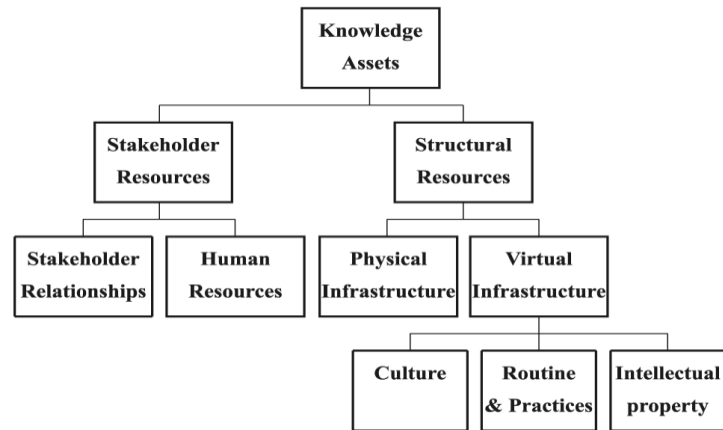 Knowledge
Assets
Stakeholder
Resources
Structural
Resources
Stakeholder
Relationships
Human
Resources
Physical
Infrastructure
Virtual
Infrastructure
Culture
Routine
& Practices
Intellectual
property